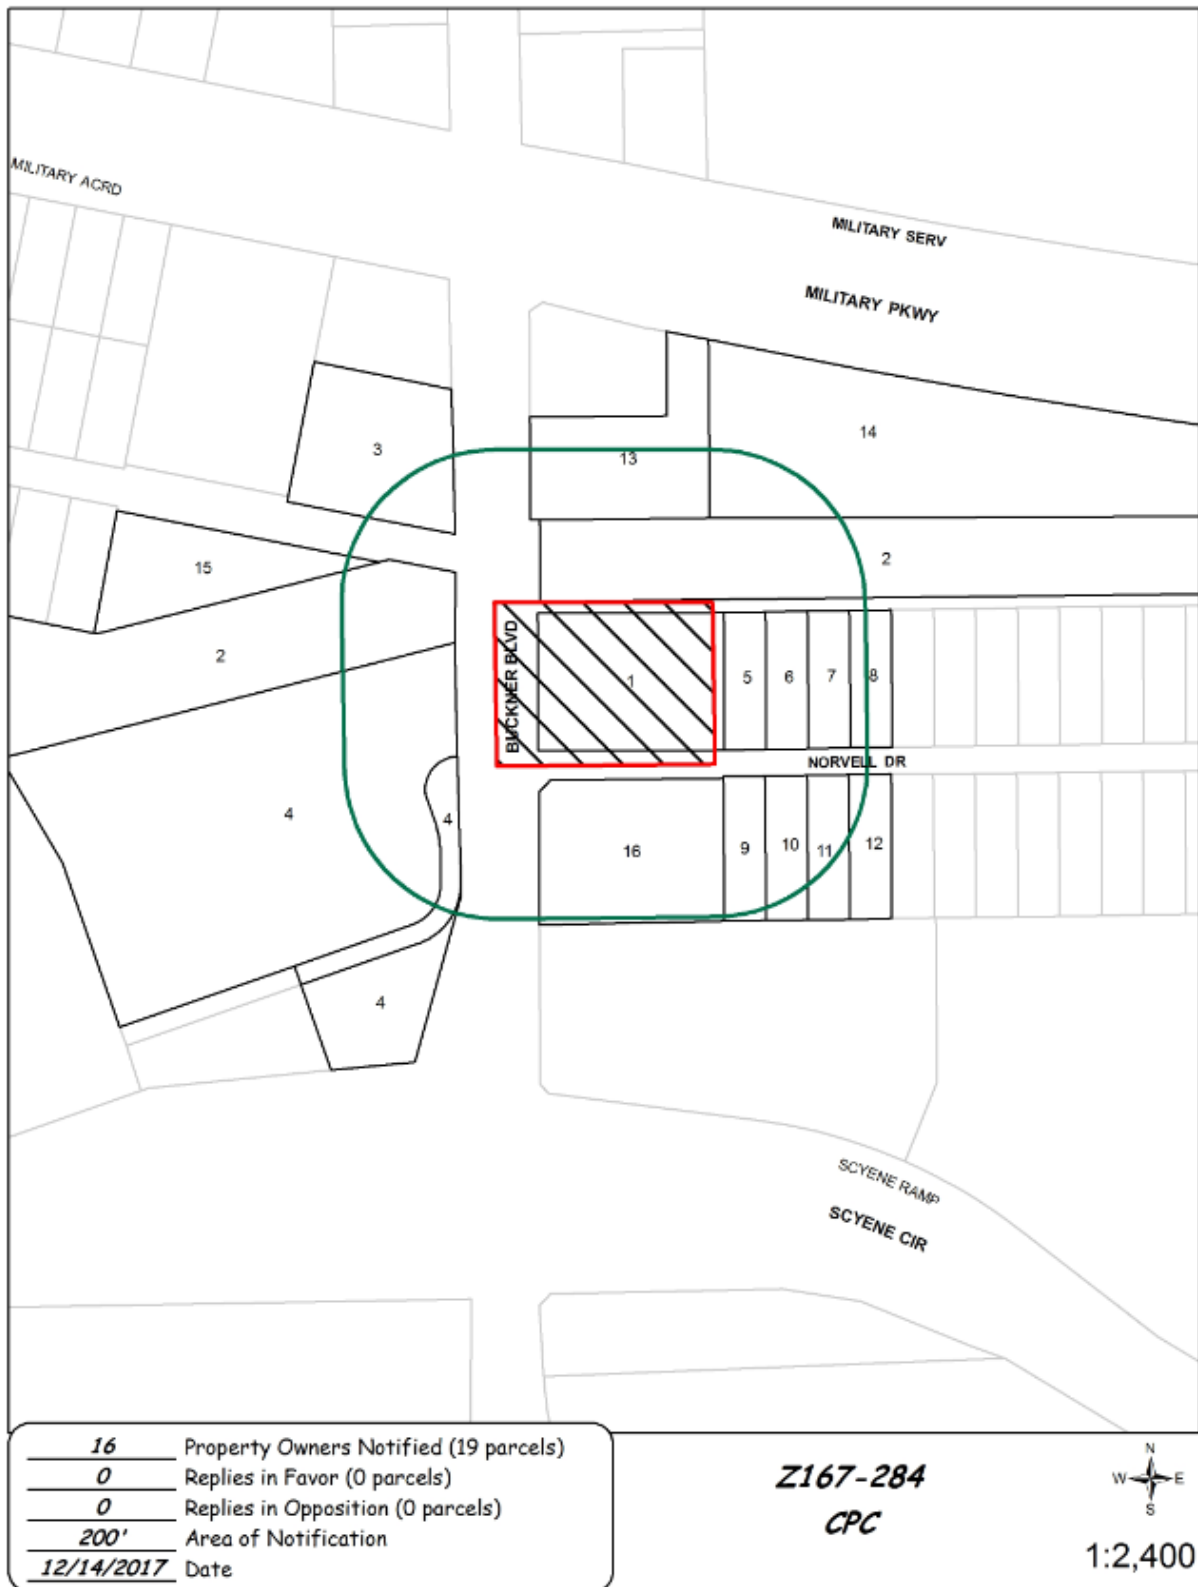 MILITARY ACRD
MILITARY SERV
MILITARY PKWY
14
3
13
2
15
2
BUCKNER BLVD
1
5
6
7
8
NORVELL DR
4
4
16
9
10
11
12
4
SCYENE RAMP
SCYENE CIR
16 Property Owners Notified (19 parcels)
0 Replies in Favor (0 parcels)
0 Replies in Opposition (0 parcels)
200' Area of Notification
12/14/2017 Date
Z167-284
CPC
N
W E
S
1:2,400